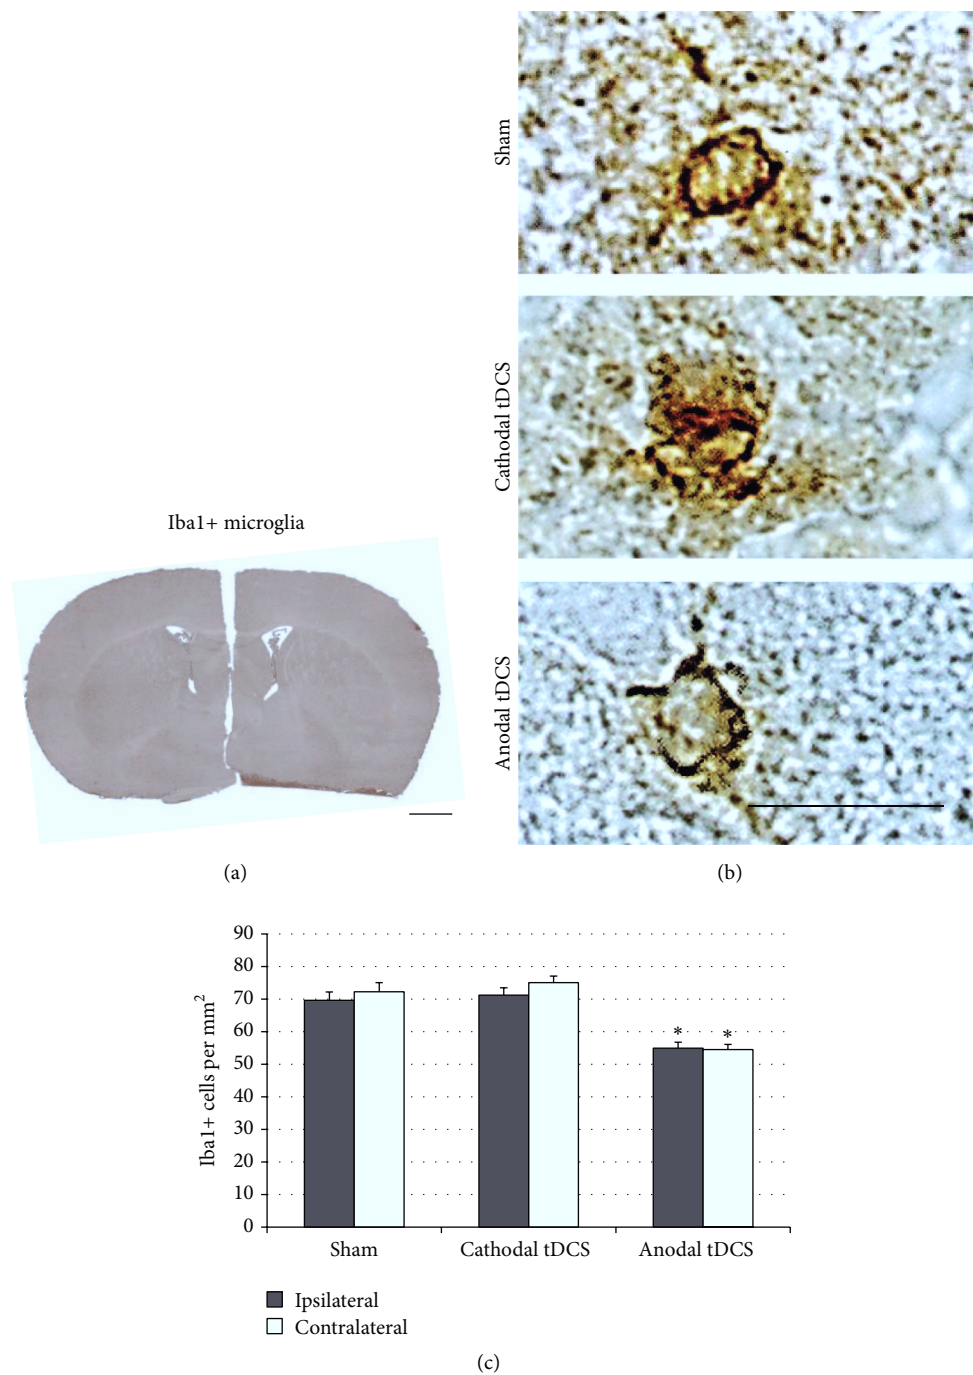 Sham
Cathodal tDCS
Iba1+ microglia
Anodal tDCS
(a)
(b)
90
80
70
60
50
40
30
20
10
0
Iba1+ cells per mm²
* *
Sham
Cathodal tDCS
Anodal tDCS
Ipsilateral
Contralateral
(c)